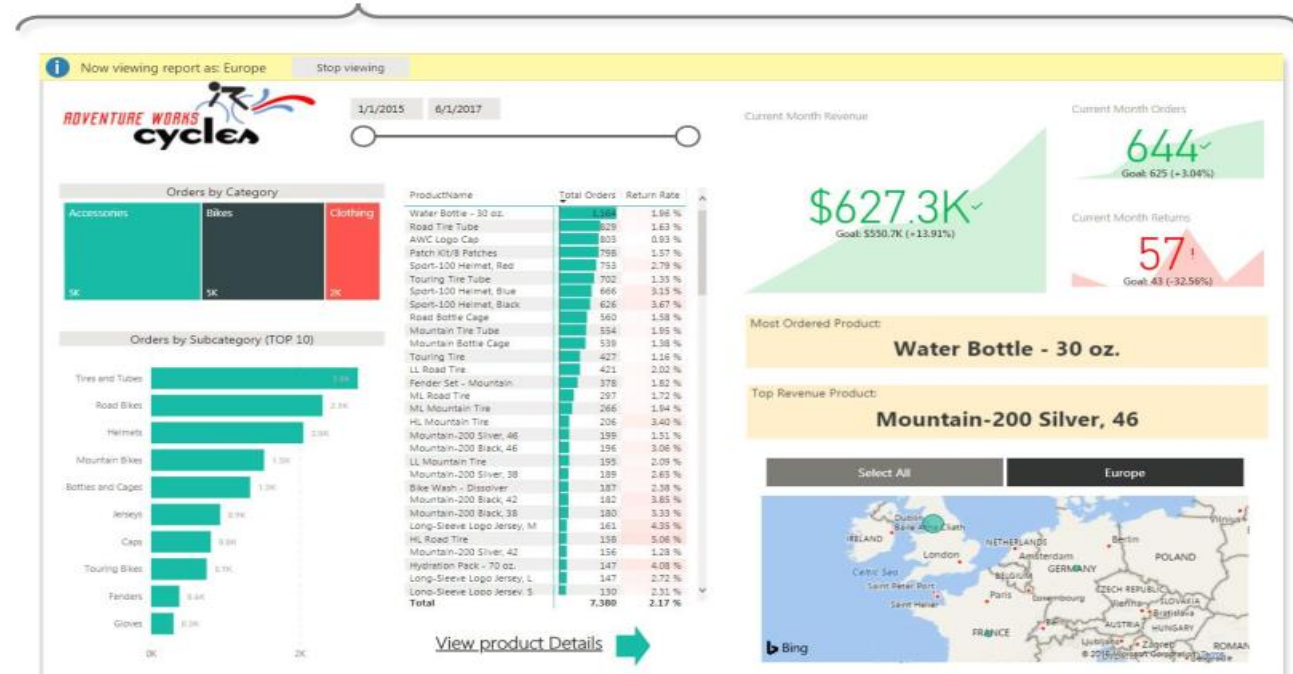 Now viewing report as: Europe
Stop viewing
ADVENTURE WORKS
cycles
1/1/2015
6/1/2017
Current Month Revenue
$627.3K
Goal: $550.7K (+13.91%)
Current Month Orders
644
Goal: 625 (+3.04%)
Current Month Returns
57!
Goal: 43 (-32.56%)
Orders by Category
Accessories
5K
Bikes
5K
Clothing
2K
ProductName Total Orders Return Rate
Water Bottle - 30 oz. 1,164 1.96 %
Road Tire Tube 829 1.63 %
AWC Logo Cap 803 0.93 %
Patch Kit/8 Patches 798 1.57 %
Sport-100 Helmet, Red 753 2.79 %
Touring Tire Tube 702 1.35 %
Sport-100 Helmet, Blue 666 3.15 %
Sport-100 Helmet, Black 626 3.67 %
Road Bottle Cage 560 1.58 %
Mountain Tire Tube 554 1.95 %
Mountain Bottle Cage 539 1.38 %
Touring Tire 427 1.16 %
LL Road Tire 421 2.02 %
Fender Set - Mountain 378 1.82 %
ML Road Tire 297 1.72 %
ML Mountain Tire 266 1.94 %
HL Mountain Tire 206 3.40 %
Mountain-200 Silver, 46 199 1.51 %
Mountain-200 Black, 46 196 3.06 %
LL Mountain Tire 195 2.09 %
Mountain-200 Silver, 38 189 2.65 %
Bike Wash - Dissolver 187 2.38 %
Mountain-200 Black, 42 182 3.85 %
Mountain-200 Black, 38 180 3.33 %
Long-Sleeve Logo Jersey, M 161 4.35 %
HL Road Tire 158 5.06 %
Mountain-200 Silver, 42 156 1.28 %
Hydration Pack - 70 oz. 147 4.08 %
Long-Sleeve Logo Jersey, L 147 2.72 %
Long-Sleeve Logo Jersey, S 130 2.31 %
Total 7,380 2.17 %
View product Details
Orders by Subcategory (TOP 10)
Tires and Tubes
Road Bikes
Helmets
Mountain Bikes
Bottles and Cages
Jerseys
Caps
Touring Bikes
Fenders
Gloves
0K
2K
Most Ordered Product:
Water Bottle - 30 oz.
Top Revenue Product:
Mountain-200 Silver, 46
Select All
Europe
Dublin
IRELAND
NETHERLANDS
Berlin
London
Amsterdam
POLAND
Celtic Sea
BELGIUM
GERMANY
Saint Peter Port
Paris
Luxembourg
CZECH REPUBLIC
Saint Helier
Vienna
SLOVAKIA
Bratislava
AUSTRIA
HUNGARY
FRANCE
Zagreb
Bing